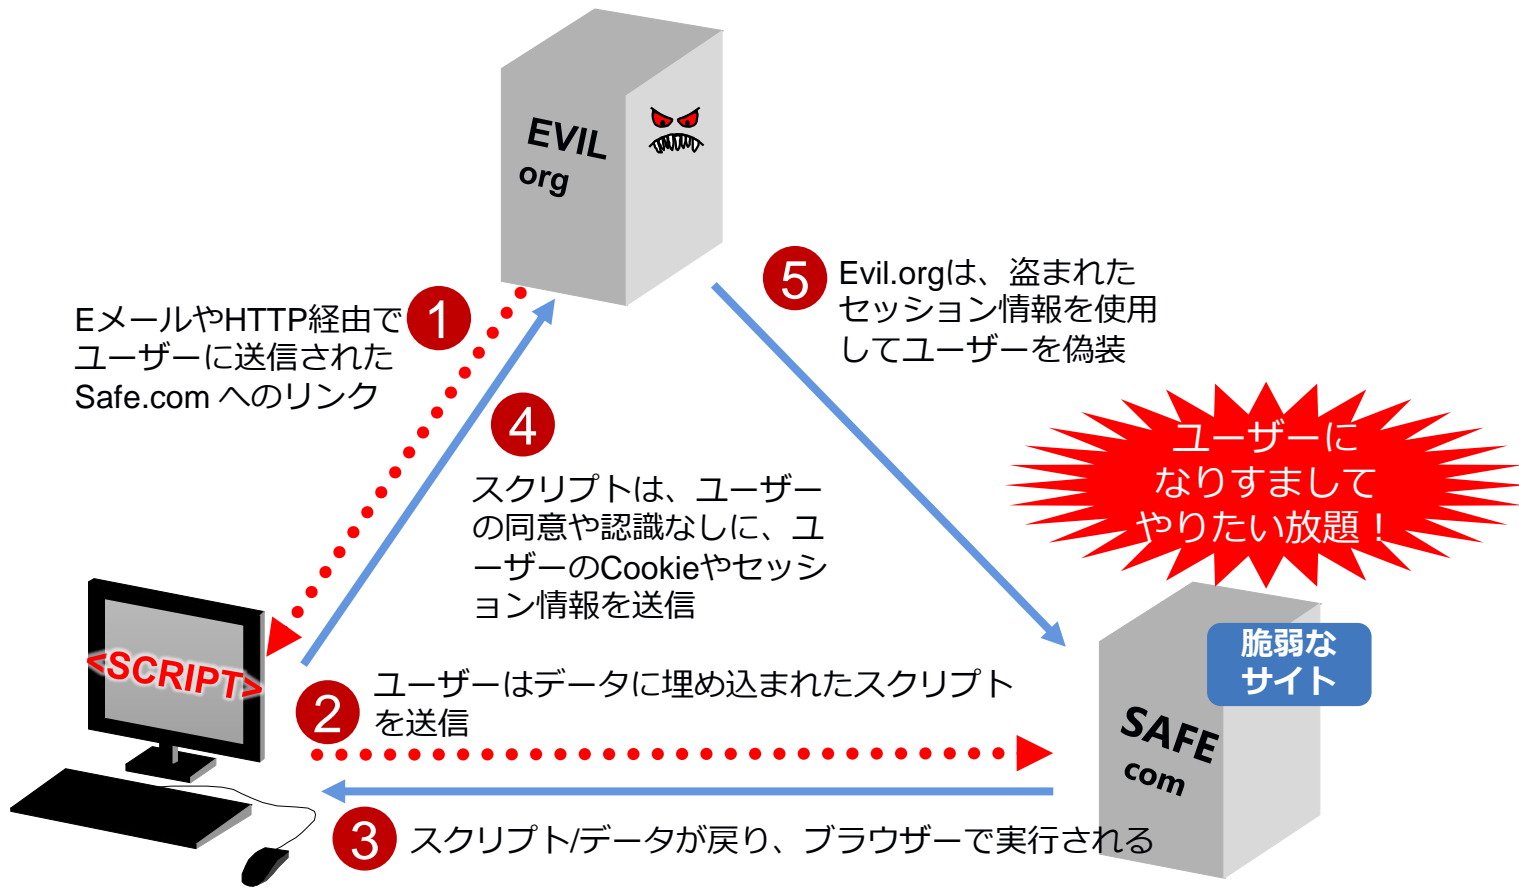 EVIL
org
1
EメールやHTTP経由で
ユーザーに送信された
Safe.com へのリンク
5
Evil.orgは、盗まれた
セッション情報を使用
してユーザーを偽装
4
スクリプトは、ユーザー
の同意や認識なしに、ユ
ーザーのCookieやセッシ
ョン情報を送信
ユーザーに
なりすまして
やりたい放題！
脆弱な
サイト
<SCRIPT>
2
ユーザーはデータに埋め込まれたスクリプト
を送信
SAFE
com
3
スクリプト/データが戻り、ブラウザーで実行される